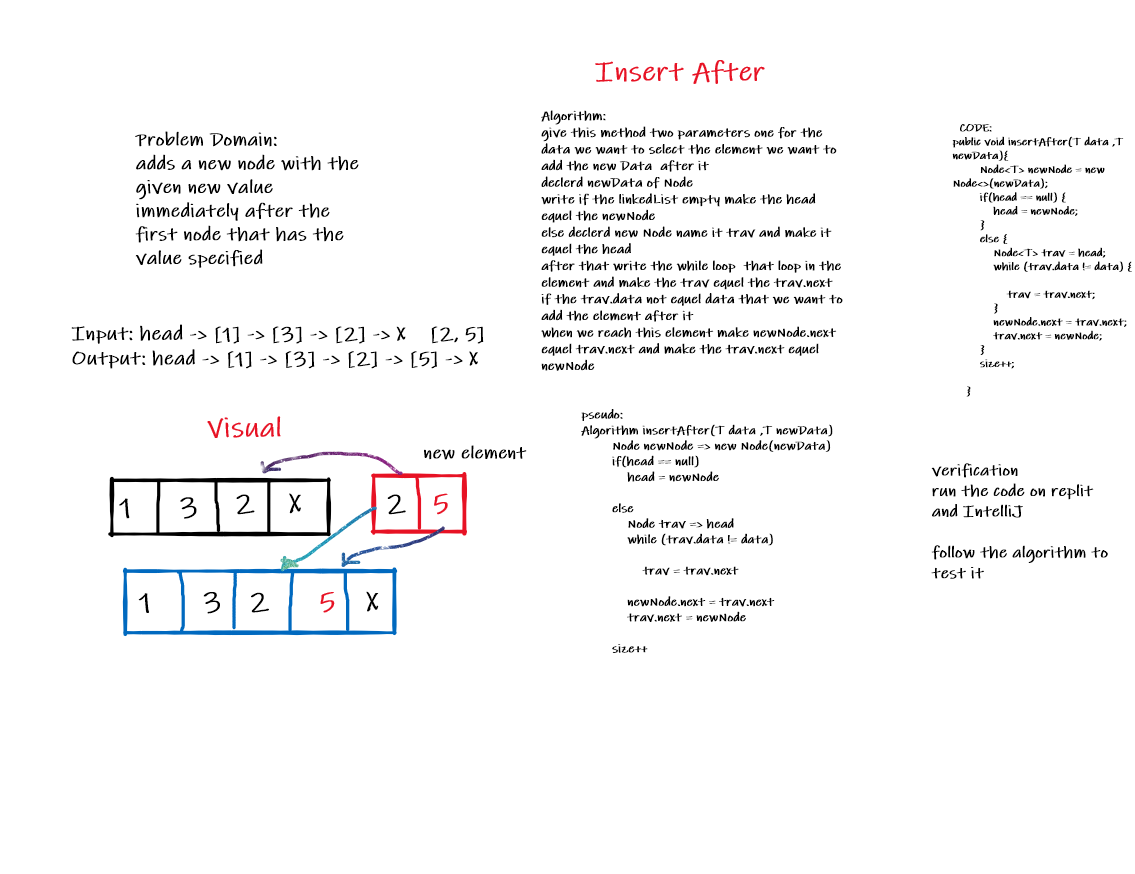 Insert After
Problem Domain:
adds a new node with the
given new value
immediately after the
first node that has the
value specified
Input: head -> [1] -> [3] -> [2] -> X [2, 5]
Output: head -> [1] -> [3] -> [2] -> [5] -> X
Visual
new element
1 3 2 X
2 5
1 3 2 5 X
Algorithm:
give this method two parameters one for the
data we want to select the element we want to
add the new Data after it
declerd newData of Node
write if the linkedList empty make the head
equel the newNode
else declerd new Node name it trav and make it
equel the head
after that write the while loop that loop in the
element and make the trav equel the trav.next
if the trav.data not equel data that we want to
add the element after it
when we reach this element make newNode.next
equel trav.next and make the trav.next equel
newNode
pseudo:
Algorithm insertAfter(T data ,T newData)
Node newNode => new Node(newData)
if(head == null)
head = newNode
else
Node trav => head
while (trav.data != data)
trav = trav.next
newNode.next = trav.next
trav.next = newNode
size++
CODE:
public void insertAfter(T data ,T
newData){
Node<T> newNode = new
Node<>(newData);
if(head == null) {
head = newNode;
}
else {
Node<T> trav = head;
while (trav.data != data) {
trav = trav.next;
}
newNode.next = trav.next;
trav.next = newNode;
}
size++;
}
verification
run the code on replit
and IntelliJ
follow the algorithm to
test it